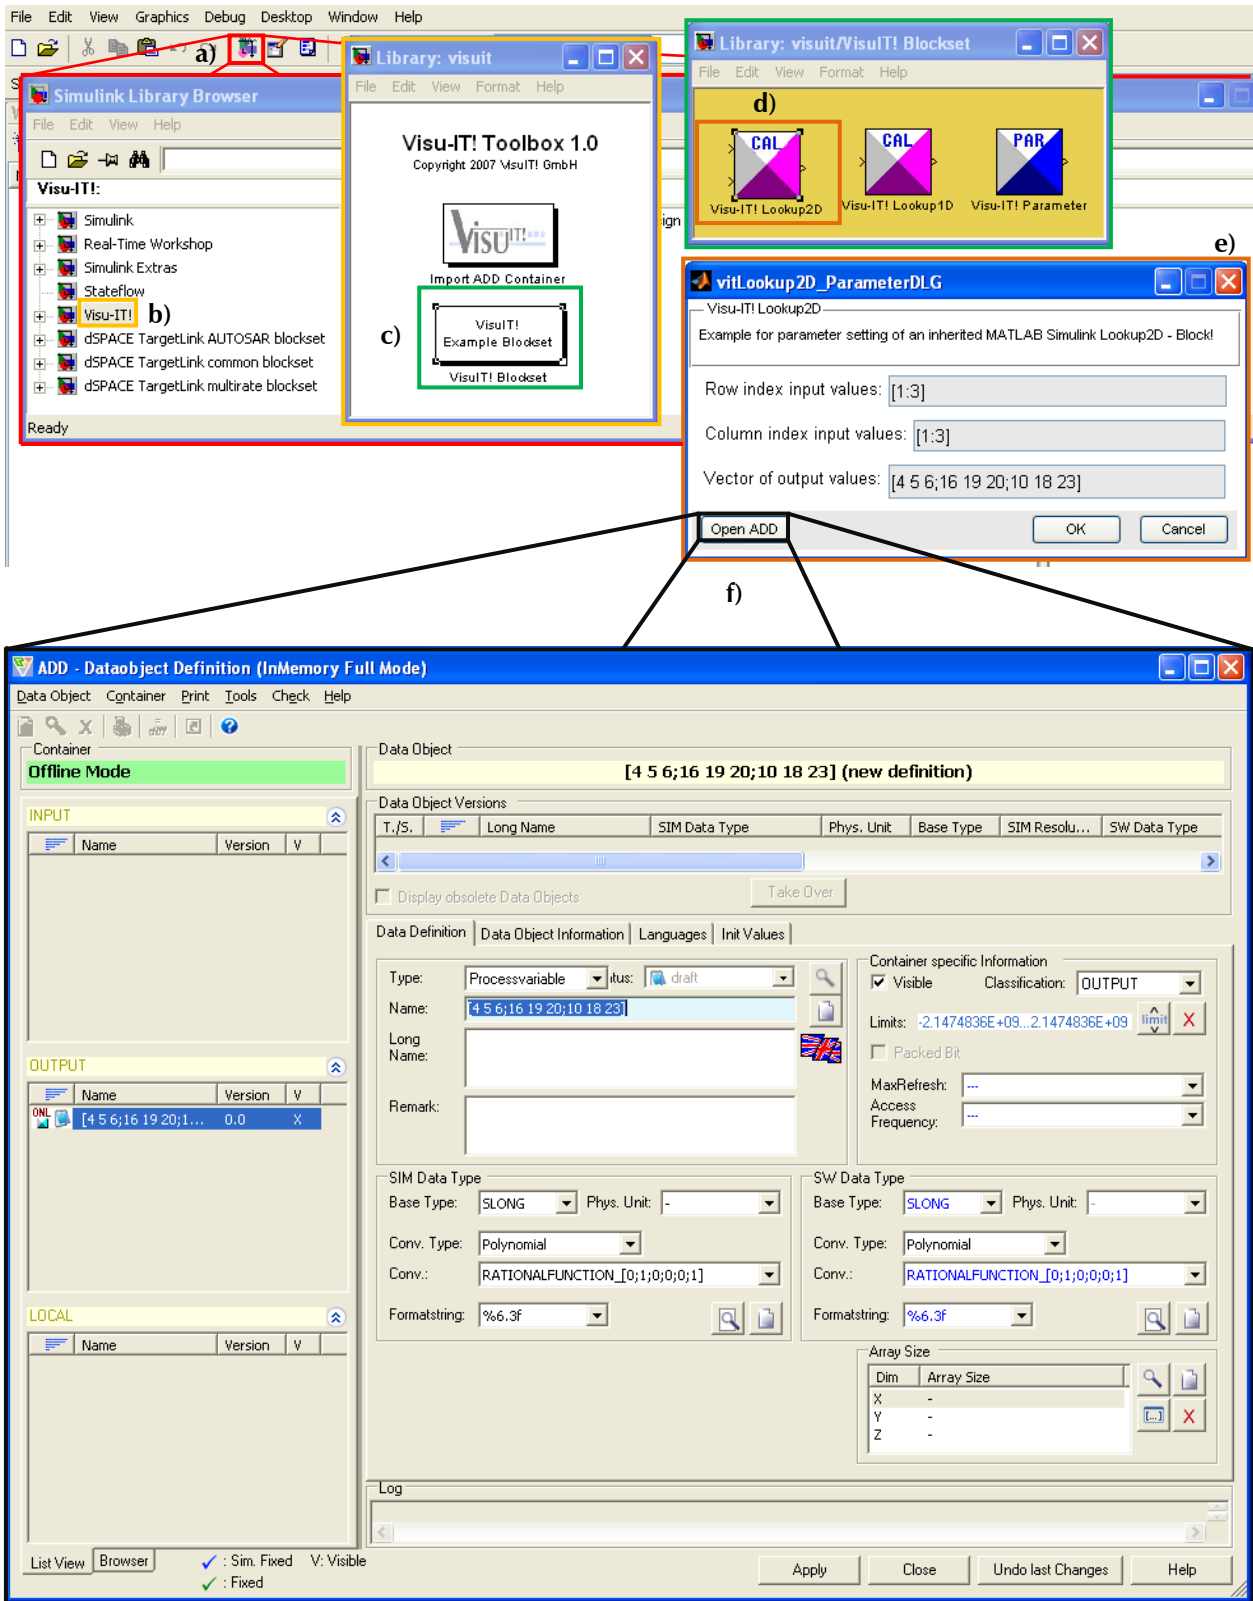 File Edit View Graphics Debug Desktop Window Help
a)
Simulink Library Browser
File Edit View Help
Visu-IT!:
Simulink
Real-Time Workshop
Simulink Extras
Stateflow
Visu-IT!
b)
dSPACE TargetLink AUTOSAR blockset
dSPACE TargetLink common blockset
dSPACE TargetLink multirate blockset
Ready
Library: visuit
File Edit View Format Help
Visu-IT! Toolbox 1.0
Copyright 2007 VisuIT! GmbH
VISUIT!
Import ADD Container
c)
VisuIT!
Example Blockset
VisuIT! Blockset
sign
Library: visuit/VisuIT! Blockset
File Edit View Format Help
d)
CAL
CAL
PAR
Visu-IT! Lookup2D
Visu-IT! Lookup1D
Visu-IT! Parameter
e)
vitLookup2D_ParameterDLG
Visu-IT! Lookup2D
Example for parameter setting of an inherited MATLAB Simulink Lookup2D - Block!
Row index input values: [1:3]
Column index input values: [1:3]
Vector of output values: [4 5 6;16 19 20;10 18 23]
Open ADD OK Cancel
f)
ADD - Dataobject Definition (InMemory Full Mode)
Data Object Container Print Tools Check Help
Container
Offline Mode
INPUT
Name Version V
OUTPUT
Name Version V
ONL [4 5 6;16 19 20;1... 0.0 X
LOCAL
Name Version V
List View Browser
: Sim. Fixed V: Visible
: Fixed
Data Object
[4 5 6;16 19 20;10 18 23] (new definition)
Data Object Versions
T./S. Long Name SIM Data Type Phys. Unit Base Type SIM Resolu... SW Data Type
Display obsolete Data Objects Take Over
Data Definition Data Object Information Languages Init Values
Type: Processvariable itus: draft
Name: [4 5 6;16 19 20;10 18 23]
Long
Name:
Remark:
Container specific Information
Visible Classification: OUTPUT
Limits: -2.1474836E+09...2.1474836E+09 limit X
Packed Bit
MaxRefresh: ---
Access
Frequency: ---
SIM Data Type
Base Type: SLONG Phys. Unit: -
Conv. Type: Polynomial
Conv.: RATIONALFUNCTION_[0;1;0;0;0;1]
Formatstring: %6.3f
SW Data Type
Base Type: SLONG Phys. Unit: -
Conv. Type: Polynomial
Conv.: RATIONALFUNCTION_[0;1;0;0;0;1]
Formatstring: %6.3f
Array Size
Dim Array Size
X -
Y -
Z -
[...] X
Log
Apply Close Undo last Changes Help